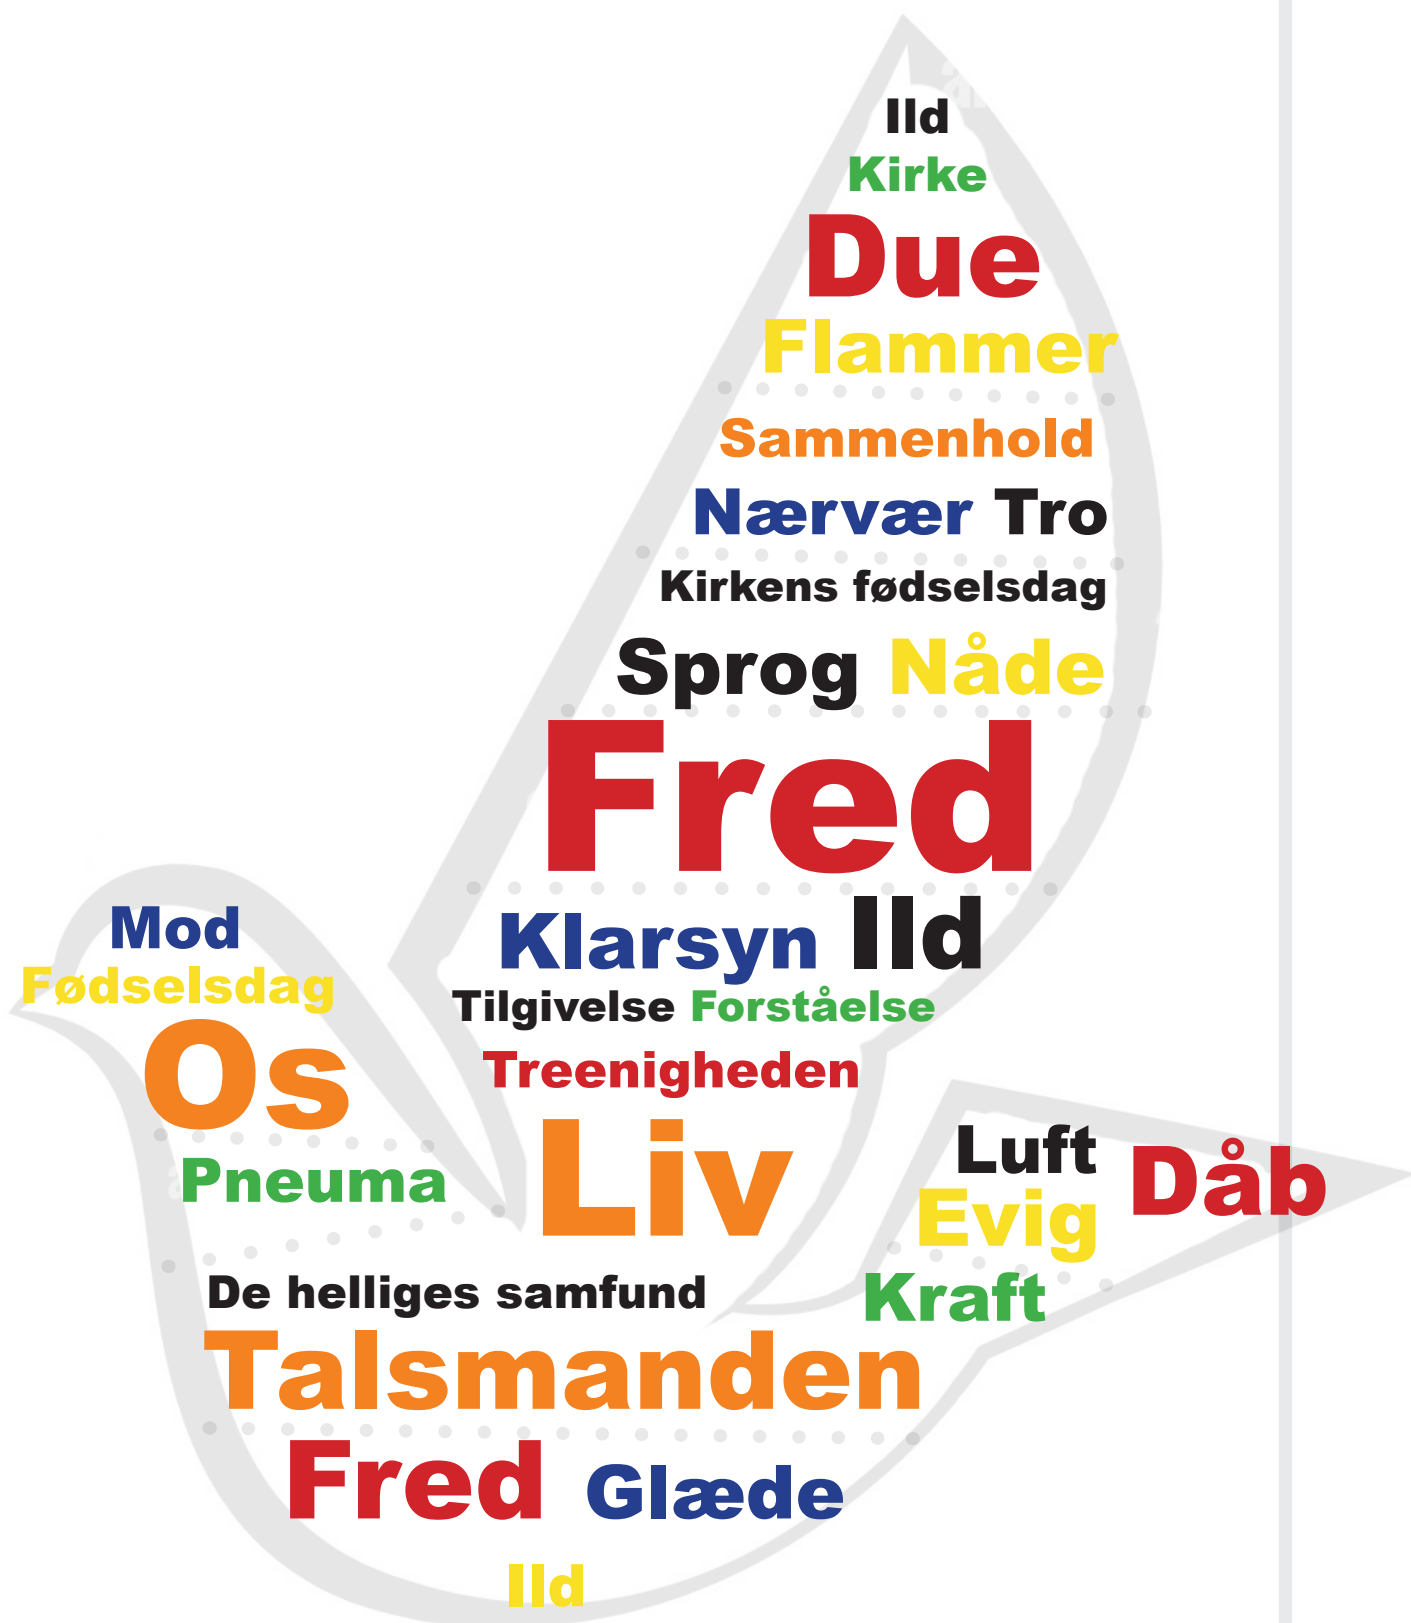 Ild
Kirke
Due
Flammer
Sammenhold
Nærvær Tro
Kirkens fødselsdag
Sprog Nåde
Fred
Klarsyn Ild
Tilgivelse Forståelse
Treenigheden
Mod
Fødselsdag
Os
Pneuma
Liv
Luft Dåb
Evig
Kraft
De helliges samfund
Talsmanden
Fred Glæde
Ild